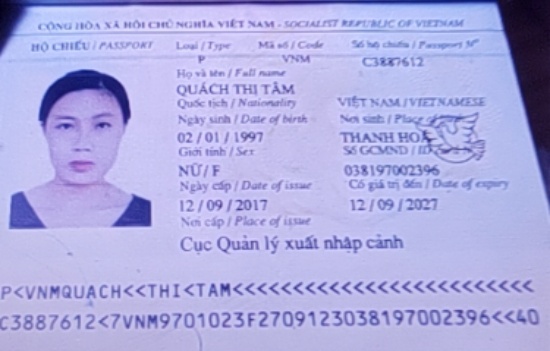 CỘNG HÒA XÃ HỘI CHỦ NGHĨA VIỆT NAM - SOCIALIST REPUBLIC OF VIETNAM
HỘ CHIẾU / PASSPORT Loại / Type Mã số / Code Số hộ chiếu / Passport Nº
P VNM C3887612
Họ và tên / Full name
QUÁCH THỊ TÂM
Quốc tịch / Nationality VIỆT NAM / VIETNAMESE
Ngày sinh / Date of birth Nơi sinh / Place of
02 / 01 / 1997 THANH HOÁ
Giới tính / Sex Số GCMND / ID
NỮ / F 038197002396
Ngày cấp / Date of issue Có giá trị đến / Date of expiry
12 / 09 / 2017 12 / 09 / 2027
Nơi cấp / Place of issue
Cục Quản lý xuất nhập cảnh
P<VNMQUACH<<THI<TAM<<<<<<<<<<<<<<<<<<<<<<<<<
C3887612<7VNM9701023F2709123038197002396<<40